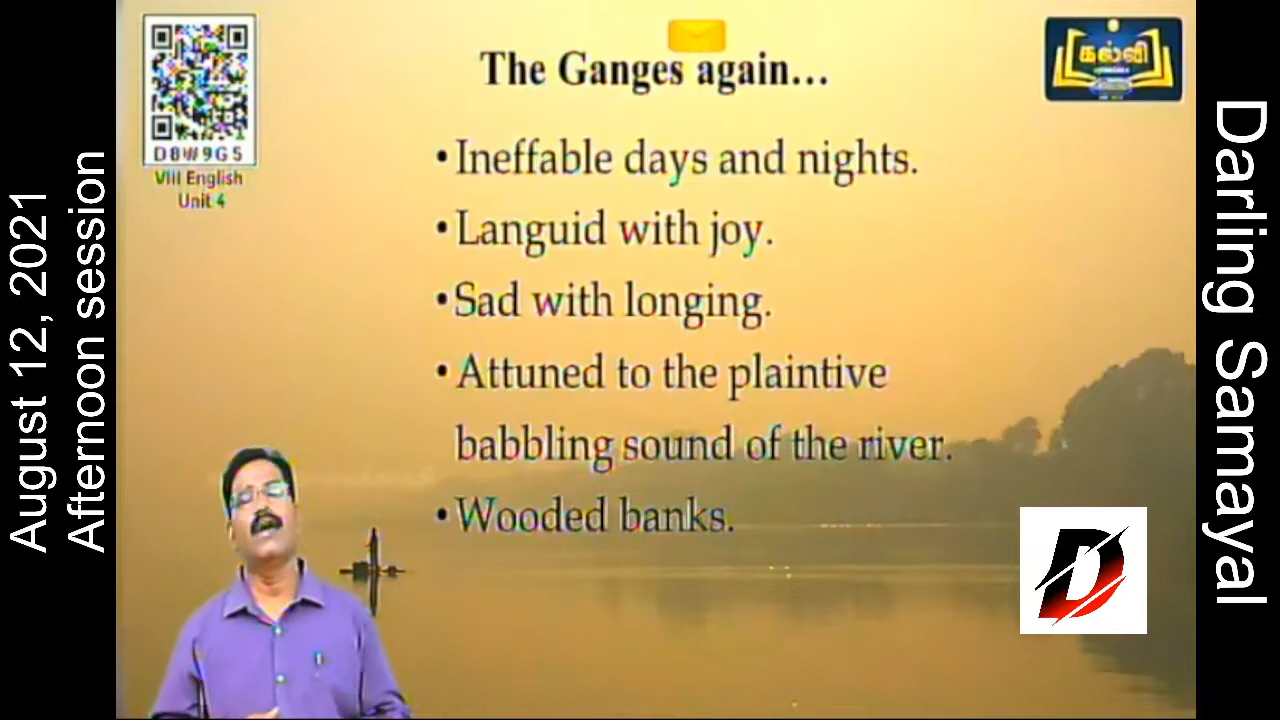 August 12, 2021
Afternoon session
DBW9G5
VIII English
Unit 4
The Ganges again...
•Ineffable days and nights.
•Languid with joy.
•Sad with longing.
•Attuned to the plaintive
babbling sound of the river.
•Wooded banks.
கல்வி
D
Darling Samayal